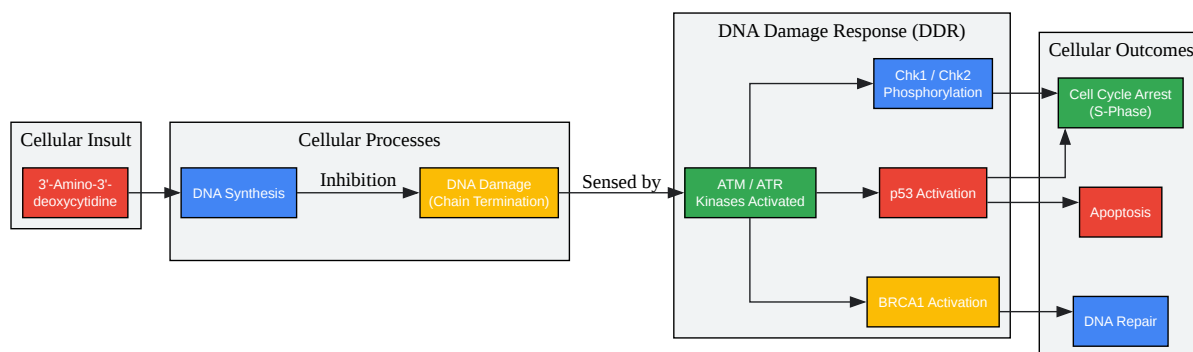 Cellular Insult
3'-Amino-3'-
deoxycytidine
Cellular Processes
DNA Synthesis
Inhibition
DNA Damage
(Chain Termination)
Sensed by
DNA Damage Response (DDR)
ATM / ATR
Kinases Activated
Chk1 / Chk2
Phosphorylation
p53 Activation
BRCA1 Activation
Cellular Outcomes
Cell Cycle Arrest
(S-Phase)
Apoptosis
DNA Repair